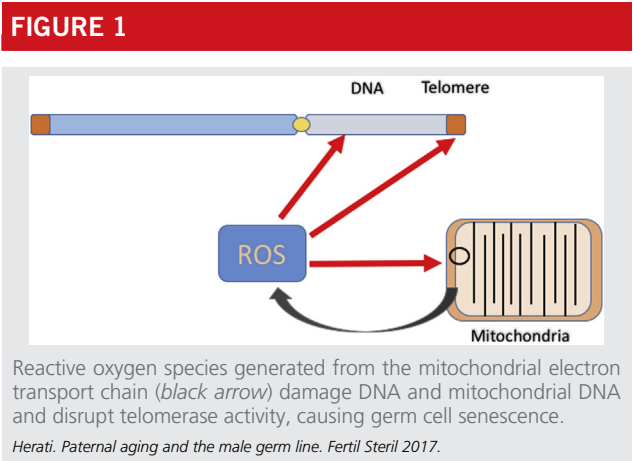 FIGURE 1
DNA Telomere
ROS
Mitochondria
Reactive oxygen species generated from the mitochondrial electron
transport chain (black arrow) damage DNA and mitochondrial DNA
and disrupt telomerase activity, causing germ cell senescence.
Herati. Paternal aging and the male germ line. Fertil Steril 2017.